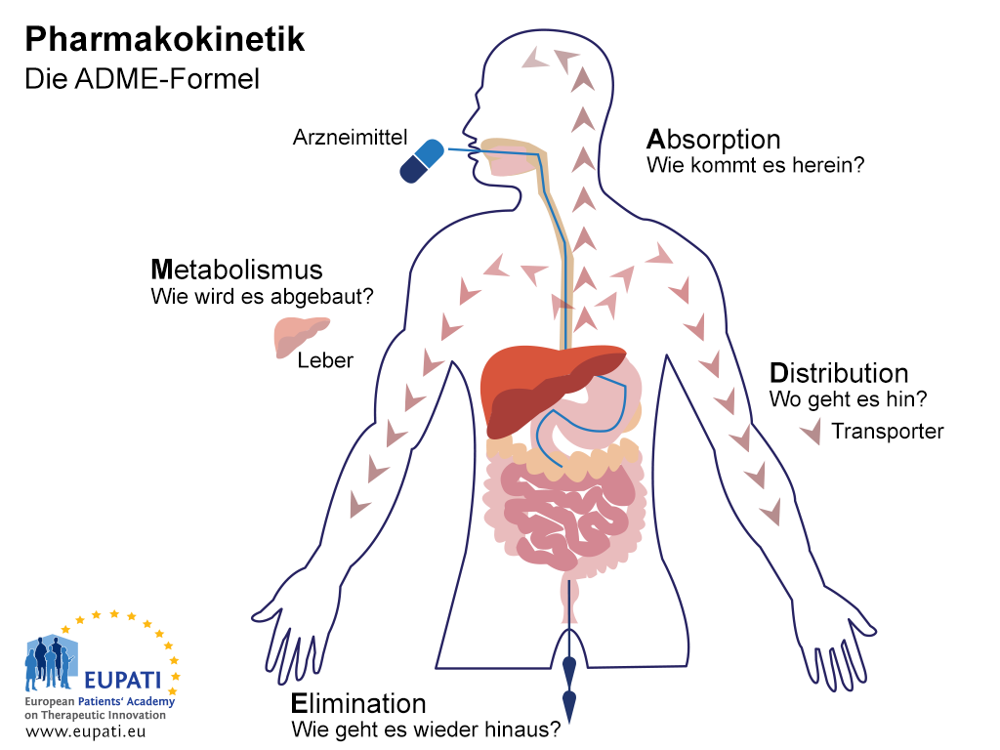 Pharmakokinetik
Die ADME-Formel
Arzneimittel
Absorption
Wie kommt es herein?
Metabolismus
Wie wird es abgebaut?
Leber
Distribution
Wo geht es hin?
Transporter
Elimination
Wie geht es wieder hinaus?
EUPATI
European Patients' Academy
on Therapeutic Innovation
www.eupati.eu